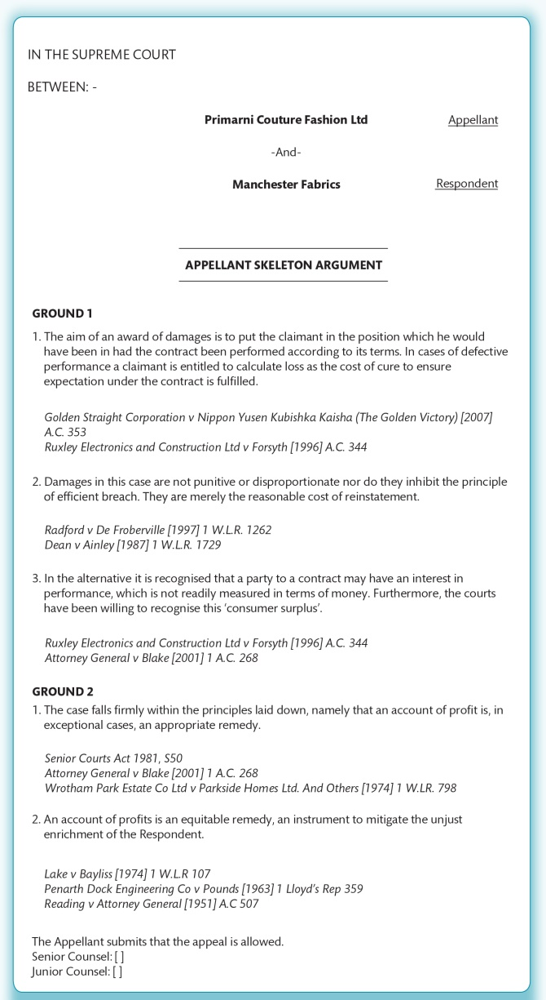 IN THE SUPREME COURT
BETWEEN: -
Primarni Couture Fashion Ltd Appellant
-And-
Manchester Fabrics Respondent
APPELLANT SKELETON ARGUMENT
GROUND 1
1. The aim of an award of damages is to put the claimant in the position which he would
have been in had the contract been performed according to its terms. In cases of defective
performance a claimant is entitled to calculate loss as the cost of cure to ensure
expectation under the contract is fulfilled.
Golden Straight Corporation v Nippon Yusen Kubishka Kaisha (The Golden Victory) [2007]
A.C. 353
Ruxley Electronics and Construction Ltd v Forsyth [1996] A.C. 344
2. Damages in this case are not punitive or disproportionate nor do they inhibit the principle
of efficient breach. They are merely the reasonable cost of reinstatement.
Radford v De Froberville [1997] 1 W.L.R. 1262
Dean v Ainley [1987] 1 W.L.R. 1729
3. In the alternative it is recognised that a party to a contract may have an interest in
performance, which is not readily measured in terms of money. Furthermore, the courts
have been willing to recognise this ‘consumer surplus’.
Ruxley Electronics and Construction Ltd v Forsyth [1996] A.C. 344
Attorney General v Blake [2001] 1 A.C. 268
GROUND 2
1. The case falls firmly within the principles laid down, namely that an account of profit is, in
exceptional cases, an appropriate remedy.
Senior Courts Act 1981, S50
Attorney General v Blake [2001] 1 A.C. 268
Wrotham Park Estate Co Ltd v Parkside Homes Ltd. And Others [1974] 1 W.LR. 798
2. An account of profits is an equitable remedy, an instrument to mitigate the unjust
enrichment of the Respondent.
Lake v Bayliss [1974] 1 W.L.R 107
Penarth Dock Engineering Co v Pounds [1963] 1 Lloyd’s Rep 359
Reading v Attorney General [1951] A.C 507
The Appellant submits that the appeal is allowed.
Senior Counsel: [ ]
Junior Counsel: [ ]